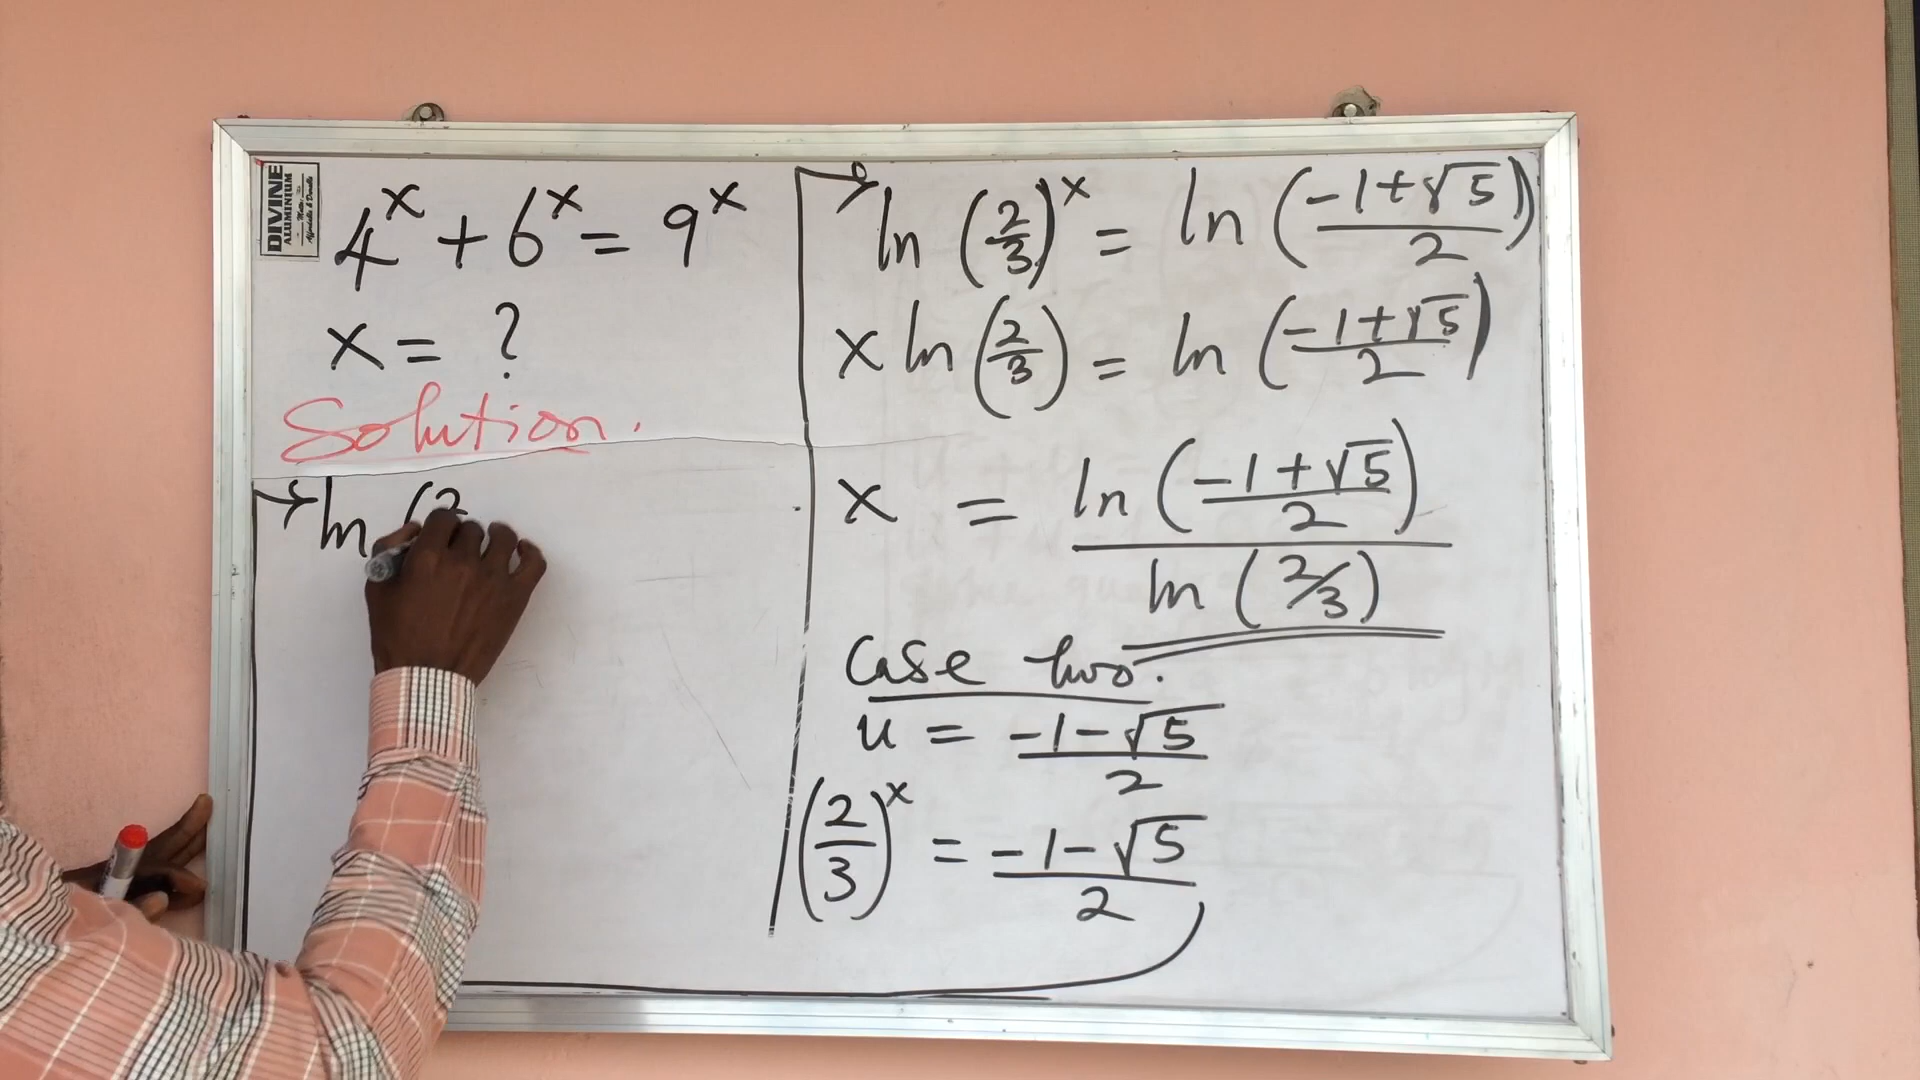 DIVINE
ALUMINIUM
4^x + 6^x = 9^x
x = ?
Solution.
ln (2
ln (2/3)^x = ln ((-1+√5)/2)
x ln (2/3) = ln ((-1+√5)/2)
x = ln ((-1+√5)/2) / ln (2/3)
Case two.
u = (-1-√5)/2
(2/3)^x = (-1-√5)/2